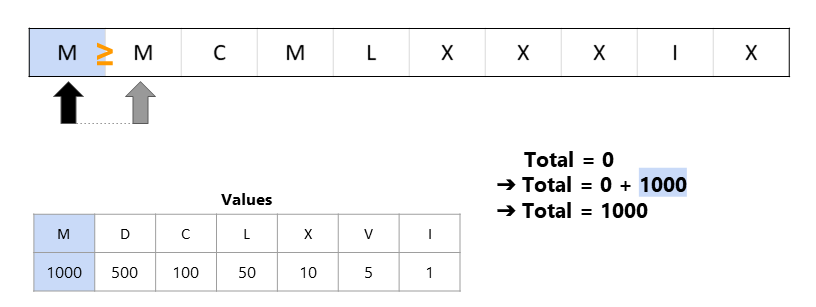 M ≥ M C M L X X X I X
Total = 0
➔ Total = 0 + 1000
➔ Total = 1000
Values
M D C L X V I
1000 500 100 50 10 5 1